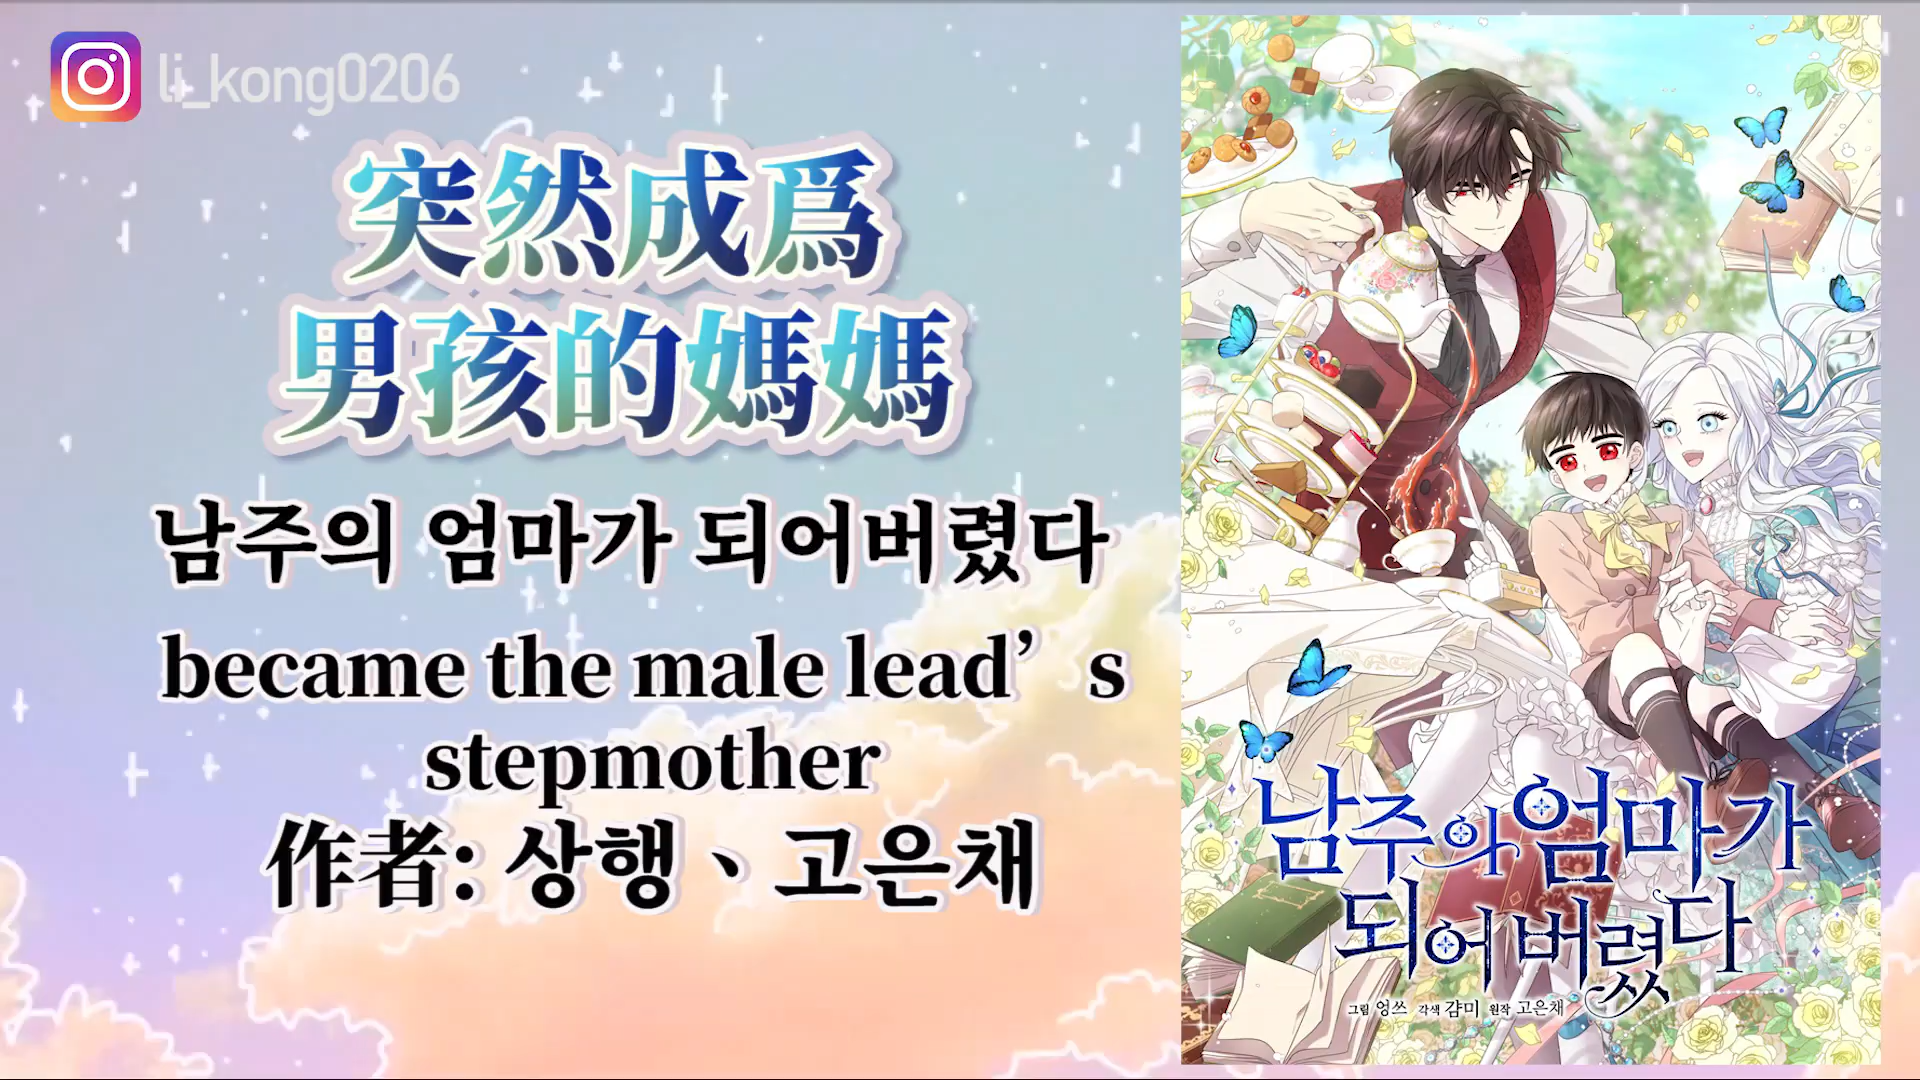 li_kong0206
突然成爲
男孩的媽媽
남주의 엄마가 되어버렸다
became the male lead’s
stepmother
作者: 상행、고은채
남주의 엄마가
되어버렸다
그림 엉쓰 각색 걈미 원작 고은채